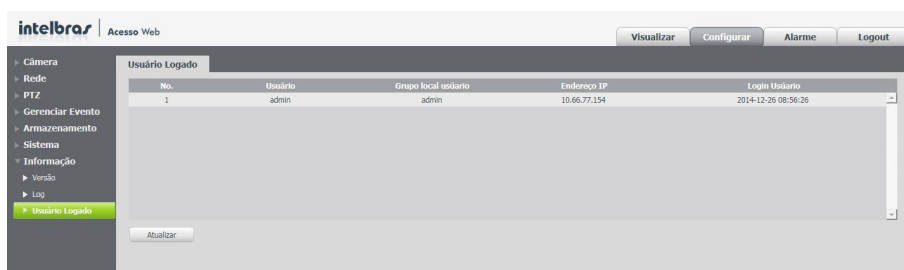 intelbras | Acesso Web
Visualizar Configurar Alarme Logout
Câmera
Rede
PTZ
Gerenciar Evento
Armazenamento
Sistema
Informação
Versão
Log
Usuário Logado
Usuário Logado
No. Usuário Grupo local usúario Endereço IP Login Usúario
1 admin admin 10.66.77.154 2014-12-26 08:56:26
Atualizar